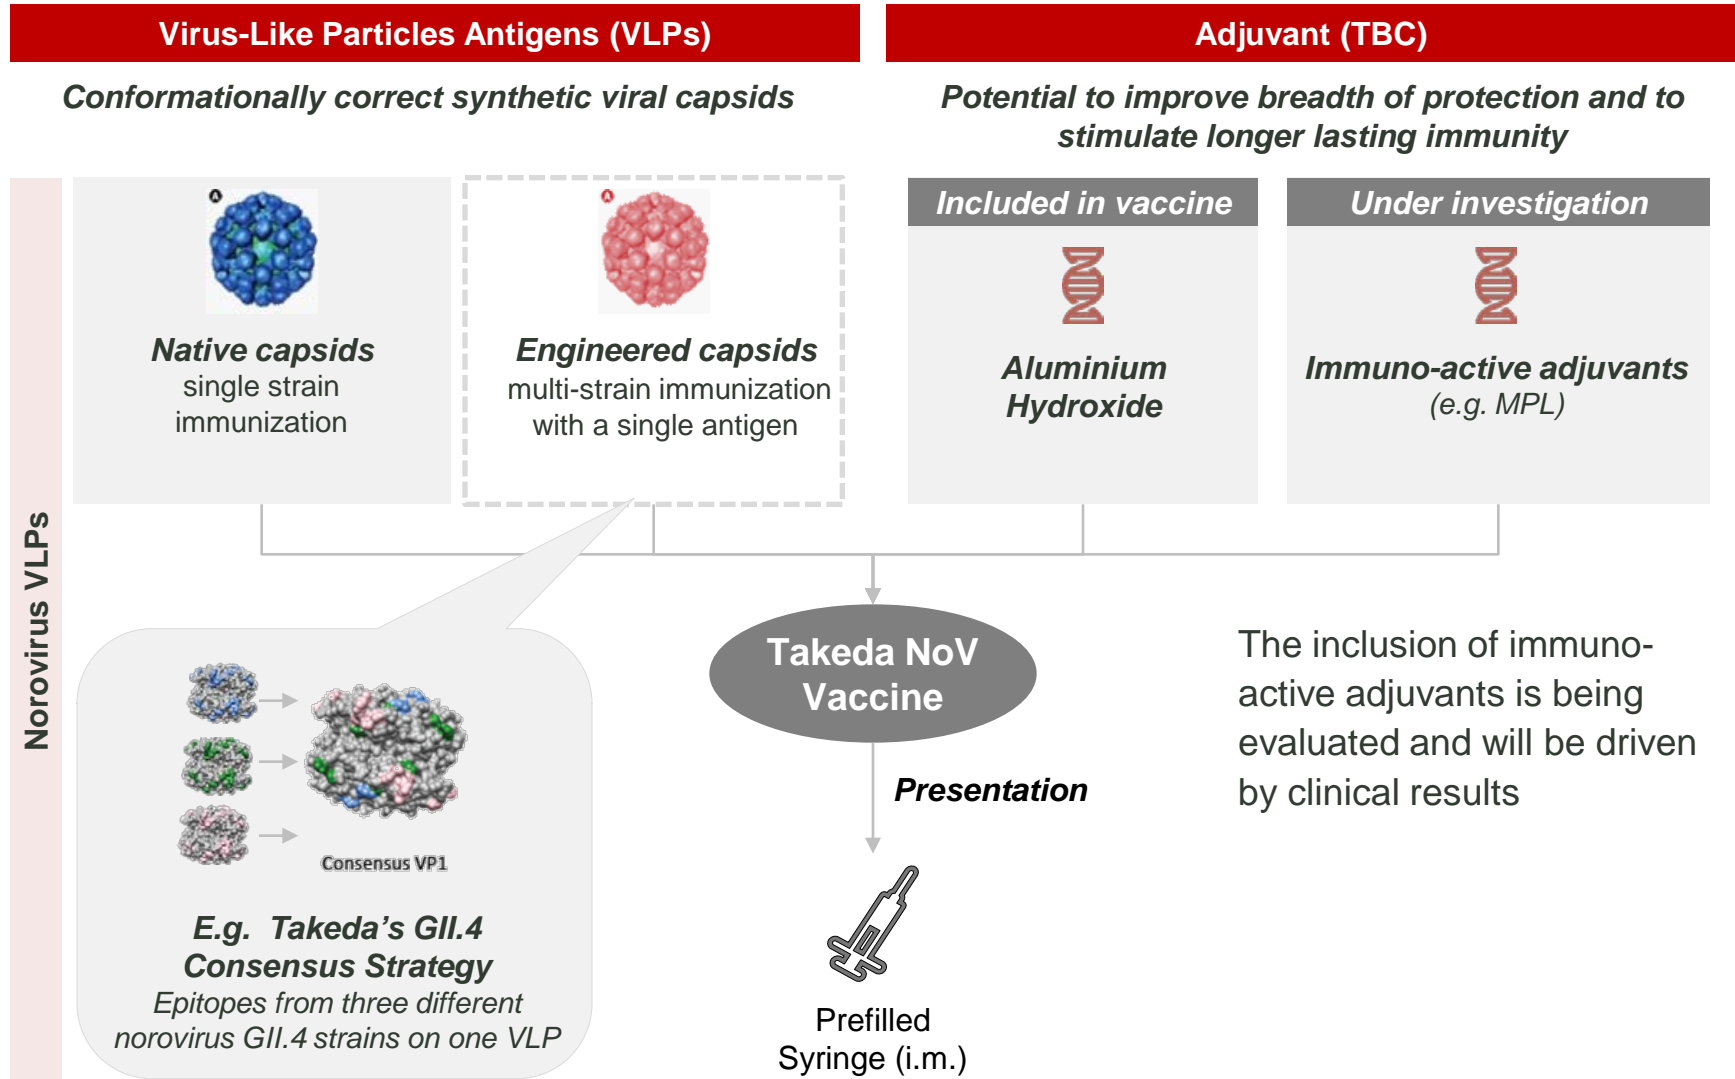 Virus-Like Particles Antigens (VLPs)
Conformationally correct synthetic viral capsids
Adjuvant (TBC)
Potential to improve breadth of protection and to
stimulate longer lasting immunity
Norovirus VLPs
A
Native capsids
single strain
immunization
A
Engineered capsids
multi-strain immunization
with a single antigen
Included in vaccine
Aluminium
Hydroxide
Under investigation
Immuno-active adjuvants
(e.g. MPL)
Takeda NoV
Vaccine
Presentation
Prefilled
Syringe (i.m.)
The inclusion of immuno-
active adjuvants is being
evaluated and will be driven
by clinical results
Consensus VP1
E.g. Takeda’s GII.4
Consensus Strategy
Epitopes from three different
norovirus GII.4 strains on one VLP